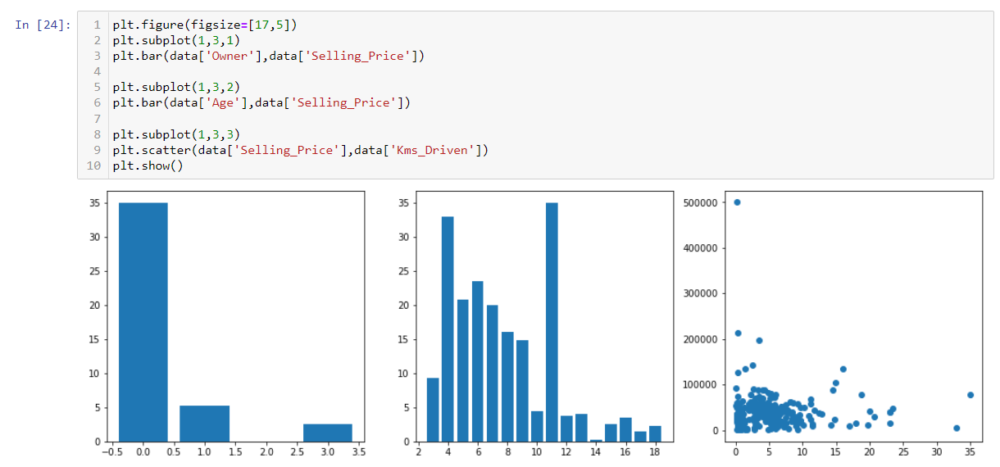 In [24]:
1 plt.figure(figsize=[17,5])
2 plt.subplot(1,3,1)
3 plt.bar(data['Owner'],data['Selling_Price'])
4
5 plt.subplot(1,3,2)
6 plt.bar(data['Age'],data['Selling_Price'])
7
8 plt.subplot(1,3,3)
9 plt.scatter(data['Selling_Price'],data['Kms_Driven'])
10 plt.show()
35
30
25
20
15
10
5
0
−0.5 0.0 0.5 1.0 1.5 2.0 2.5 3.0 3.5
35
30
25
20
15
10
5
0
2 4 6 8 10 12 14 16 18
500000
400000
300000
200000
100000
0
0 5 10 15 20 25 30 35